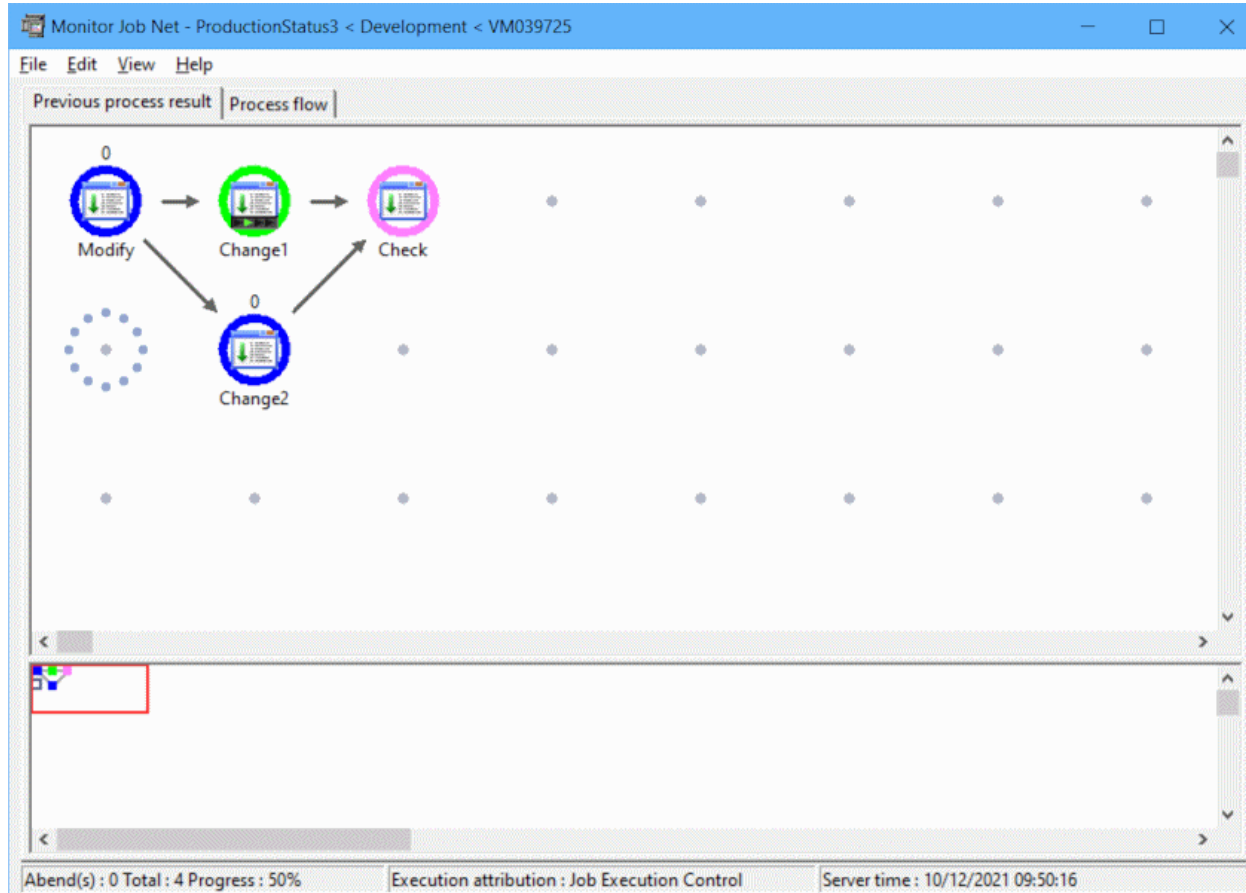 Monitor Job Net - ProductionStatus3 < Development < VM039725
File Edit View Help
Previous process result Process flow
0
Modify Change1 Check
0
Change2
Abend(s) : 0 Total : 4 Progress : 50% Execution attribution : Job Execution Control Server time : 10/12/2021 09:50:16